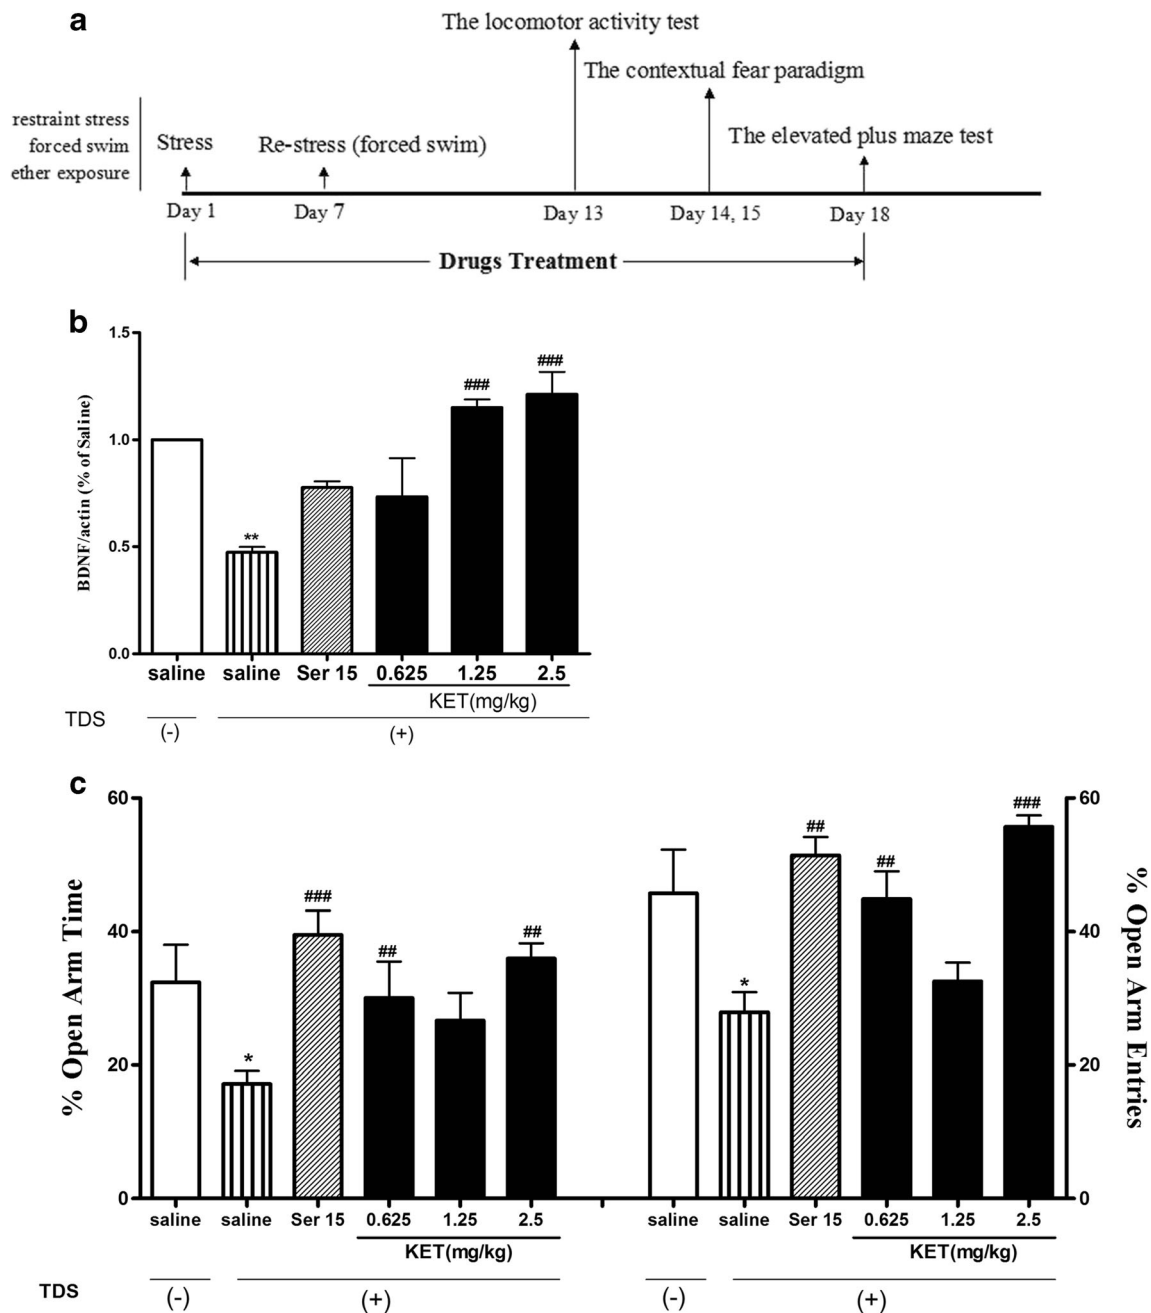 a
The locomotor activity test
The contextual fear paradigm
The elevated plus maze test
restraint stress
forced swim
ether exposure
Stress
Re-stress (forced swim)
Day 1
Day 7
Day 13
Day 14, 15
Day 18
Drugs Treatment
b
BDNF/actin (% of Saline)
1.5
1.0
0.5
0.0
**
###
###
saline
saline
Ser 15
0.625
1.25
2.5
KET(mg/kg)
TDS
(-)
(+)
c
% Open Arm Time
60
40
20
0
*
###
##
##
*
##
##
###
60
40
20
0
% Open Arm Entries
saline
saline
Ser 15
0.625
1.25
2.5
saline
saline
Ser 15
0.625
1.25
2.5
KET(mg/kg)
KET(mg/kg)
TDS
(-)
(+)
(-)
(+)